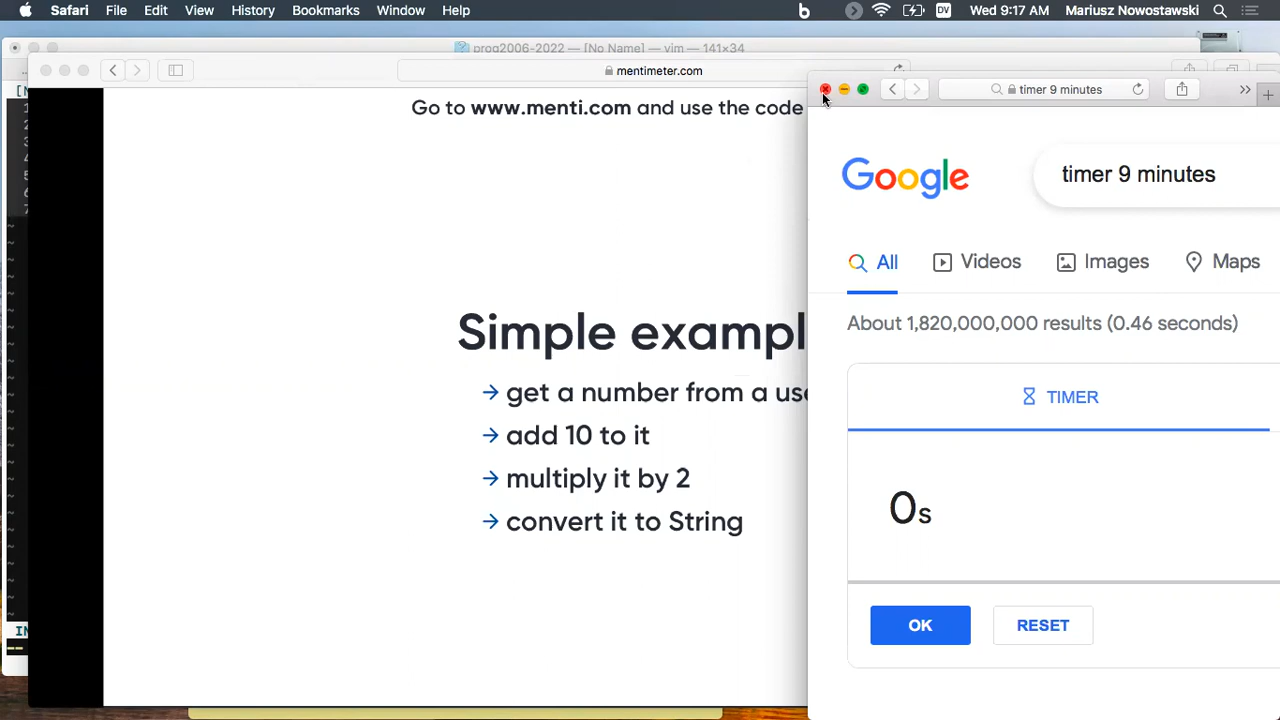 Safari File Edit View History Bookmarks Window Help
DV Wed 9:17 AM Mariusz Nowostawski
prog2006-2022 — [No Name] — vim — 141×34
mentimeter.com
timer 9 minutes
Go to www.menti.com and use the code
Google
timer 9 minutes
All Videos Images Maps
About 1,820,000,000 results (0.46 seconds)
Simple exampl
→ get a number from a use
→ add 10 to it
→ multiply it by 2
→ convert it to String
TIMER
0s
OK RESET